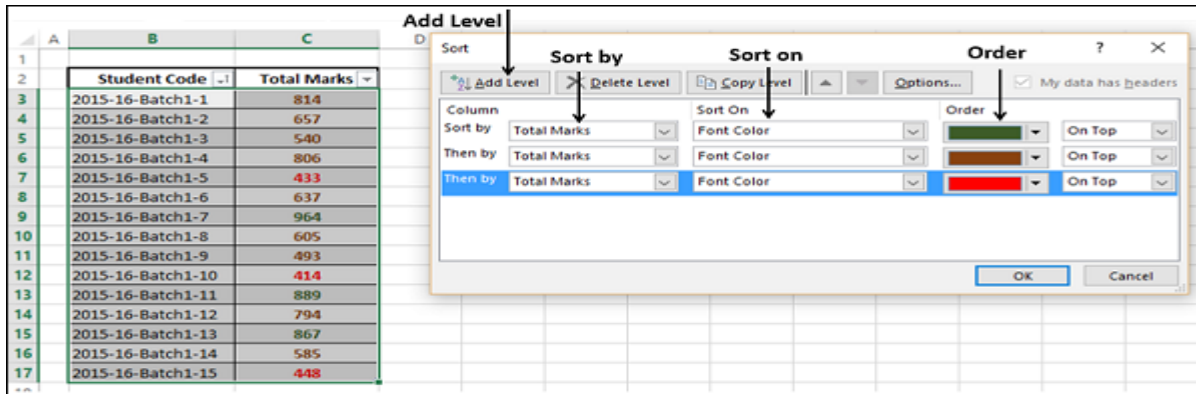 Add Level
A B C D
Sort ? ×
Sort by Sort on Order
Add Level Delete Level Copy Level Options... My data has headers
Column Sort On Order
Sort by Total Marks Font Color On Top
Then by Total Marks Font Color On Top
Then by Total Marks Font Color On Top
OK Cancel
1
2 Student Code Total Marks
3 2015-16-Batch1-1 814
4 2015-16-Batch1-2 657
5 2015-16-Batch1-3 540
6 2015-16-Batch1-4 806
7 2015-16-Batch1-5 433
8 2015-16-Batch1-6 637
9 2015-16-Batch1-7 964
10 2015-16-Batch1-8 605
11 2015-16-Batch1-9 493
12 2015-16-Batch1-10 414
13 2015-16-Batch1-11 889
14 2015-16-Batch1-12 794
15 2015-16-Batch1-13 867
16 2015-16-Batch1-14 585
17 2015-16-Batch1-15 448